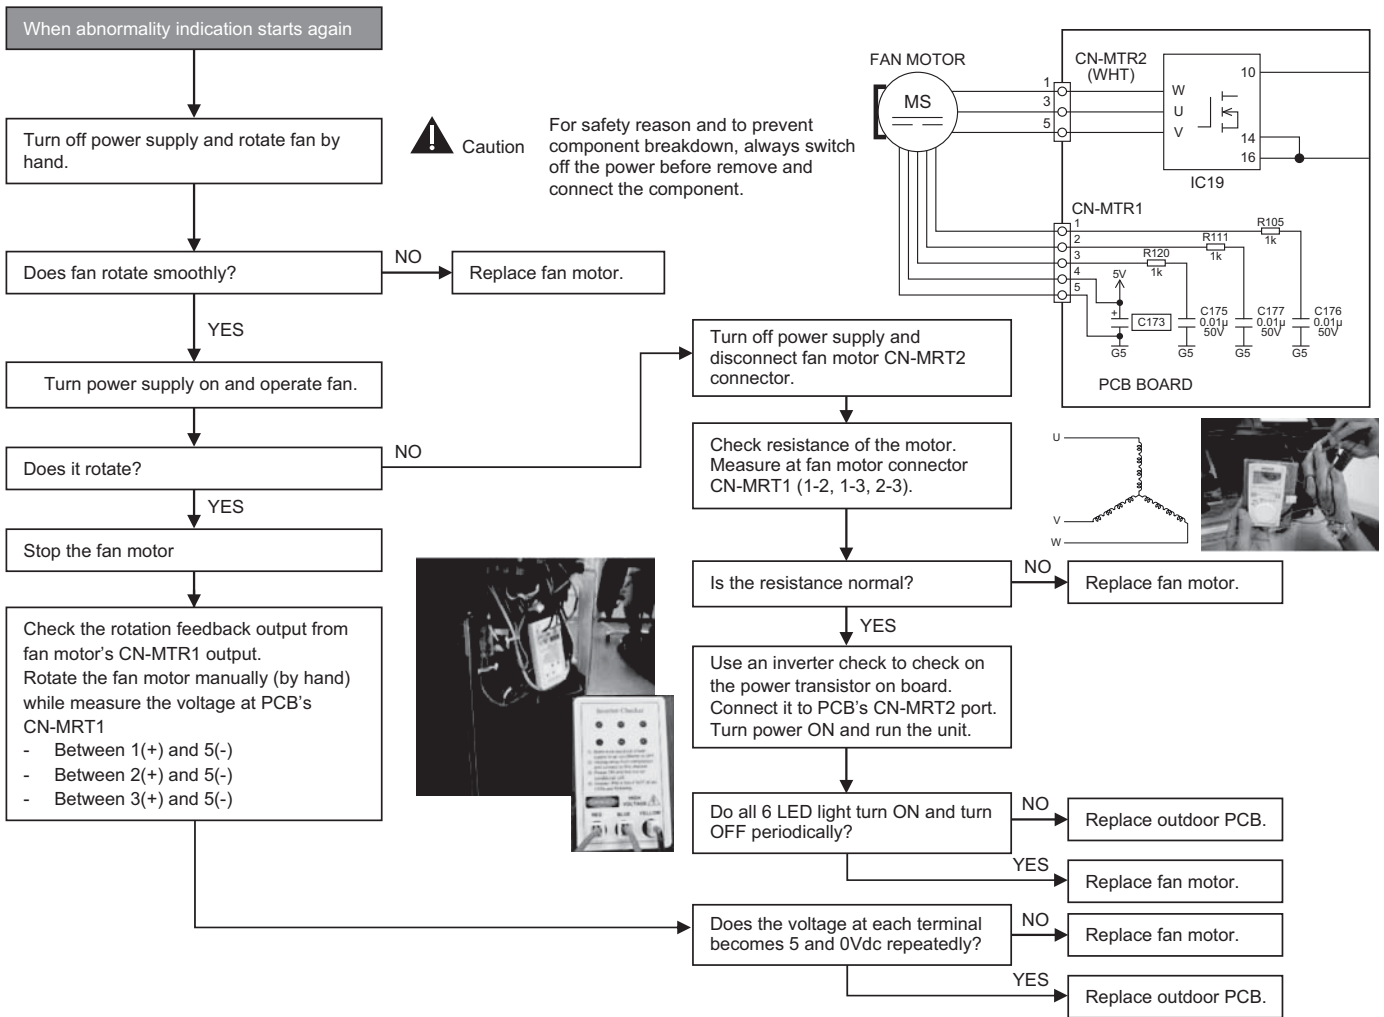 When abnormality indication starts again
Turn off power supply and rotate fan by
hand.
Caution
For safety reason and to prevent
component breakdown, always switch
off the power before remove and
connect the component.
Does fan rotate smoothly?
NO
Replace fan motor.
YES
Turn power supply on and operate fan.
Does it rotate?
NO
YES
Stop the fan motor
Check the rotation feedback output from
fan motor’s CN-MTR1 output.
Rotate the fan motor manually (by hand)
while measure the voltage at PCB’s
CN-MRT1
- Between 1(+) and 5(-)
- Between 2(+) and 5(-)
- Between 3(+) and 5(-)
FAN MOTOR
MS
CN-MTR2
(WHT)
1
3
5
W
U
V
10
14
16
IC19
CN-MTR1
1
2
3
4
5
R105
1k
R111
1k
R120
1k
5V
+
C173
C175
0.01µ
50V
C177
0.01µ
50V
C176
0.01µ
50V
G5
G5
G5
G5
PCB BOARD
Turn off power supply and
disconnect fan motor CN-MRT2
connector.
Check resistance of the motor.
Measure at fan motor connector
CN-MRT1 (1-2, 1-3, 2-3).
U
V
W
Is the resistance normal?
NO
Replace fan motor.
YES
Use an inverter check to check on
the power transistor on board.
Connect it to PCB’s CN-MRT2 port.
Turn power ON and run the unit.
Inverter Checker
HIGH
VOLTAGE
RED BLUE YELLOW
Do all 6 LED light turn ON and turn
OFF periodically?
NO
Replace outdoor PCB.
YES
Replace fan motor.
Does the voltage at each terminal
becomes 5 and 0Vdc repeatedly?
NO
Replace fan motor.
YES
Replace outdoor PCB.